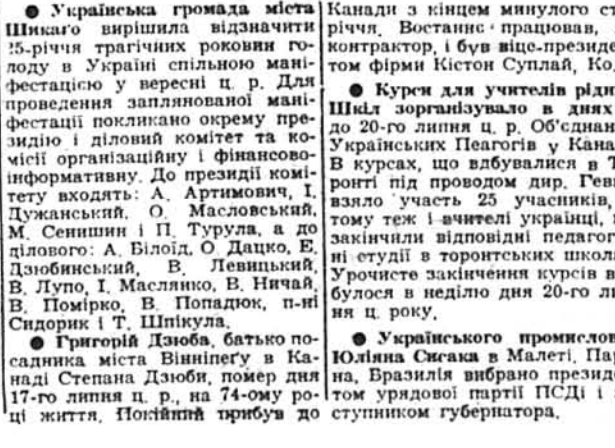 ● Українська громада міста
Шикаґо вирішила відзначити
25-річчя трагічних роковин го-
лоду в Україні спільною мані-
фестацією у вересні ц. р. Для
проведення запланованої мані-
фестації покликано окрему пре-
зидію і діловий комітет та ко-
місії організаційну і фінансово-
інформативну. До президії комі-
тету входять: А. Артимович, І.
Дужанський, О. Масловський,
М. Сенишин і П. Турула, а до
ділового: А. Білоїд, О. Дацко, Е.
Дзюбинський, В. Левицький,
В. Лупо, І. Маслянко, В. Ничай,
В. Помірко, В. Попадюк, п-ні
Сидорик і Т. Шпікула.
● Григорій Дзюба, батько по-
садника міста Вінніпеґу в Ка-
наді Степана Дзюби, помер дня
17-го липня ц. р., на 74-ому ро-
ці життя. Покійний прибув до
Канади з кінцем минулого ст
річчя. Востаннє працював,
контрактор, і був віце-президе
том фірми Кістон Суплай, Ко.
● Курси для учителів рідн
Шкіл зорганізувало в днях
до 20-го липня ц. р. Об'єднан
Українських Пеагогів у Кана
В курсах, що відбувалися в Т
ронті під проводом дир. Геви
взяло участь 25 учасників,
тому теж і вчителі українці,
закінчили відповідні педагог
ні студії в торонтських школ
Урочисте закінчення курсів в
булося в неділю дня 20-го ли
ня ц. року.
● Українського промислов
Юліяна Сисака в Малеті, Па
на, Бразилія вибрано президе
том урядової партії ПСДі і
ступником губернатора.